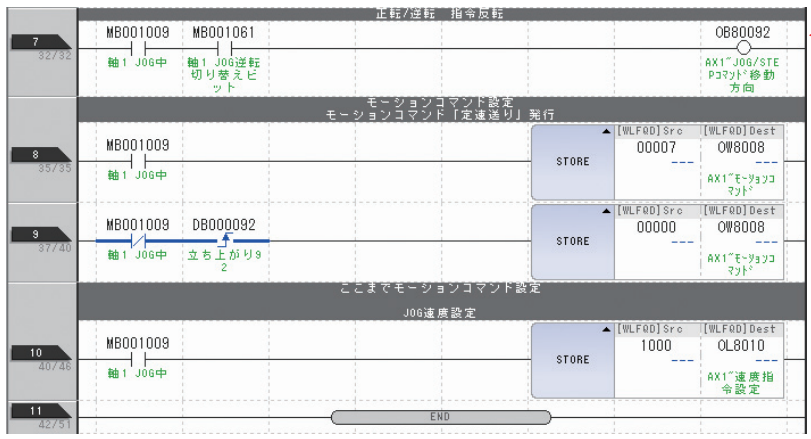 正転/逆転 指令反転
7
32/32
MB001009
MB001061
OB80092
軸1 JOG中
軸1 JOG逆転
切り替えビ
ット
AX1"JOG/STE
Pｺﾏﾝﾄﾞ移動
方向
モーションコマンド設定
モーションコマンド「定速送り」発行
8
35/35
MB001009
軸1 JOG中
STORE
[WLFQD]Src
00007
---
[WLFQD]Dest
OW8008
---
AX1"ﾓｰｼｮﾝｺ
ﾏﾝﾄﾞ
9
37/40
MB001009
DB000092
軸1 JOG中
立ち上がり9
2
STORE
[WLFQD]Src
00000
---
[WLFQD]Dest
OW8008
---
AX1"ﾓｰｼｮﾝｺ
ﾏﾝﾄﾞ
ここまでモーションコマンド設定
JOG速度設定
10
40/46
MB001009
軸1 JOG中
STORE
[WLFQD]Src
1000
---
[WLFQD]Dest
OL8010
---
AX1"速度指
令設定
11
42/51
END